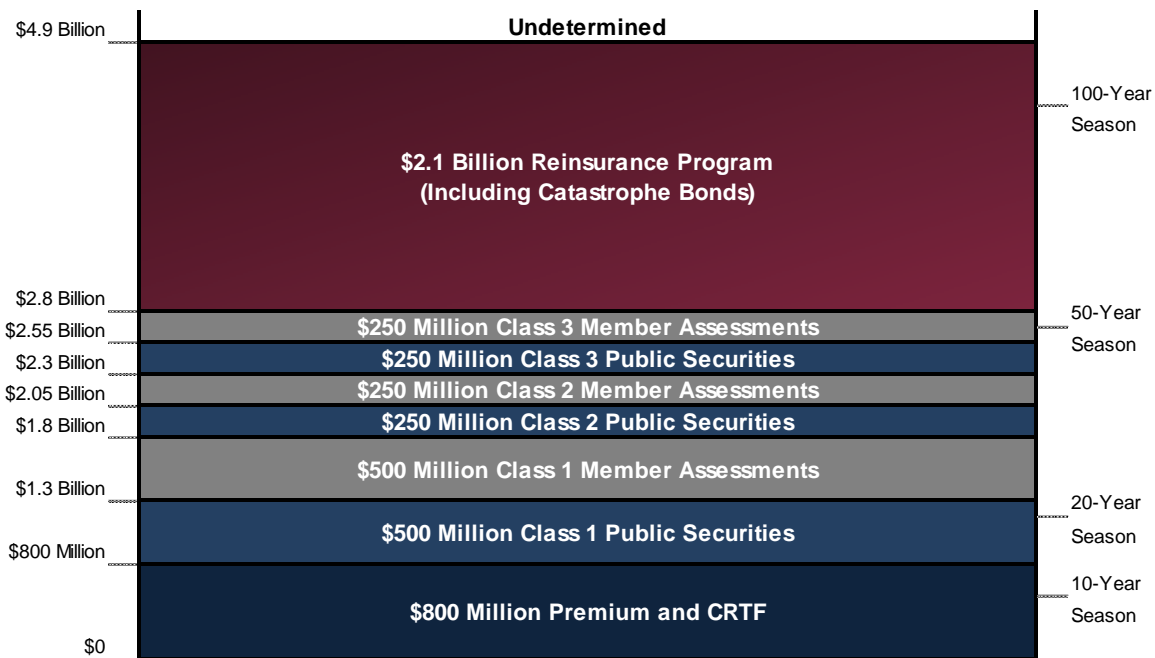 Undetermined
$4.9 Billion
100-Year
Season
$2.1 Billion Reinsurance Program
(Including Catastrophe Bonds)
$2.8 Billion
50-Year
Season
$250 Million Class 3 Member Assessments
$2.55 Billion
$250 Million Class 3 Public Securities
$2.3 Billion
$250 Million Class 2 Member Assessments
$2.05 Billion
$250 Million Class 2 Public Securities
$1.8 Billion
$500 Million Class 1 Member Assessments
$1.3 Billion
20-Year
Season
$500 Million Class 1 Public Securities
$800 Million
10-Year
Season
$800 Million Premium and CRTF
$0